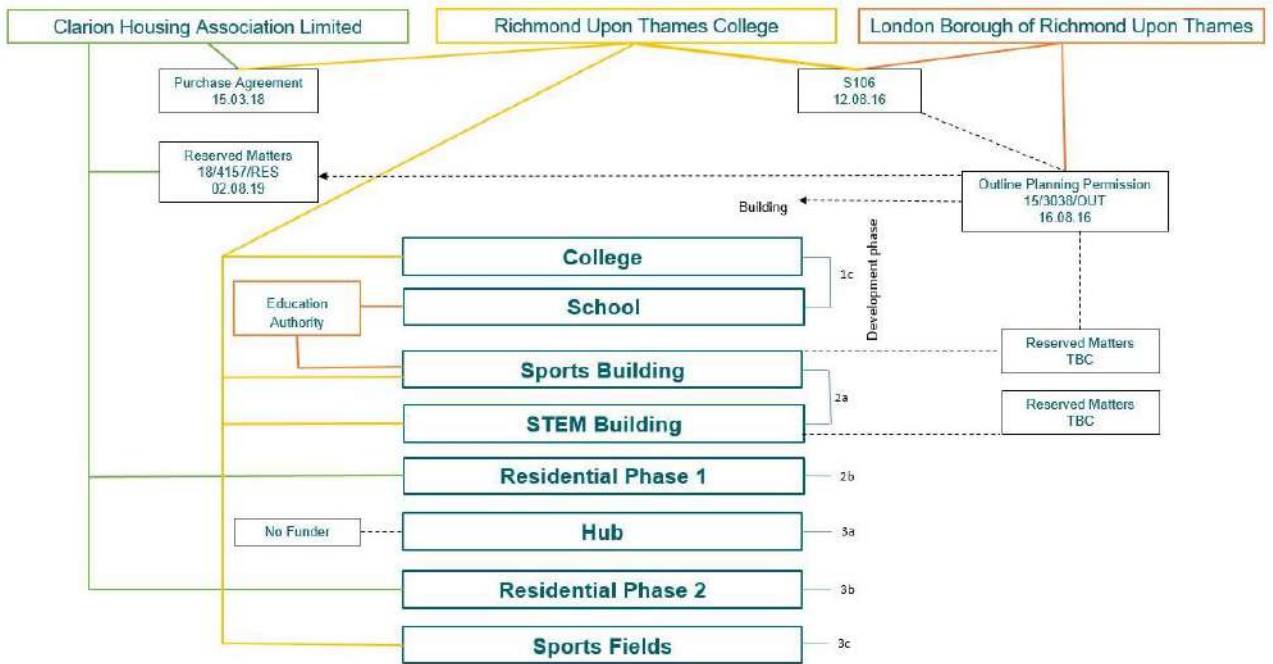 Clarion Housing Association Limited
Richmond Upon Thames College
London Borough of Richmond Upon Thames
Purchase Agreement
15.03.18
S106
12.08.16
Reserved Matters
18/4157/RES
02.08.19
Outline Planning Permission
15/3038/OUT
16.08.16
Building
Development phase
College
1c
School
Education
Authority
Reserved Matters
TBC
Sports Building
2a
STEM Building
Reserved Matters
TBC
Residential Phase 1
2b
No Funder
Hub
3a
Residential Phase 2
3b
Sports Fields
3c